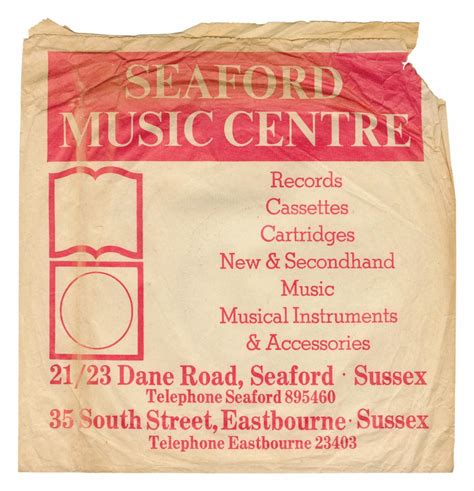 SEAFORD
MUSIC CENTRE
Records
Cassettes
Cartridges
New & Secondhand
Music
Musical Instruments
& Accessories
21/23 Dane Road, Seaford · Sussex
Telephone Seaford 895460
35 South Street, Eastbourne · Sussex
Telephone Eastbourne 23403